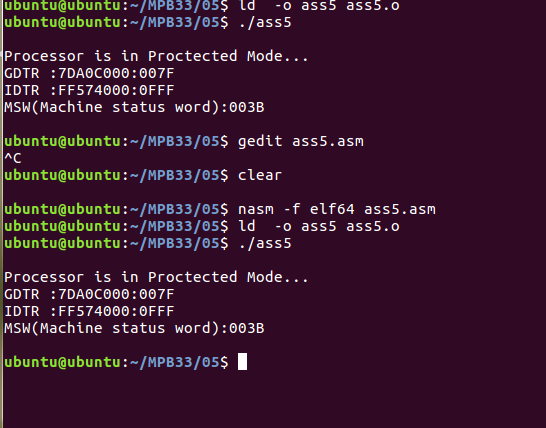 ubuntu@ubuntu:~/MPB33/05$ ld  -o ass5 ass5.o
ubuntu@ubuntu:~/MPB33/05$ ./ass5
Processor is in Proctected Mode...
GDTR :7DA0C000:007F
IDTR :FF574000:0FFF
MSW(Machine status word):003B
ubuntu@ubuntu:~/MPB33/05$ gedit ass5.asm
^C
ubuntu@ubuntu:~/MPB33/05$ clear
ubuntu@ubuntu:~/MPB33/05$ nasm -f elf64 ass5.asm
ubuntu@ubuntu:~/MPB33/05$ ld  -o ass5 ass5.o
ubuntu@ubuntu:~/MPB33/05$ ./ass5
Processor is in Proctected Mode...
GDTR :7DA0C000:007F
IDTR :FF574000:0FFF
MSW(Machine status word):003B
ubuntu@ubuntu:~/MPB33/05$